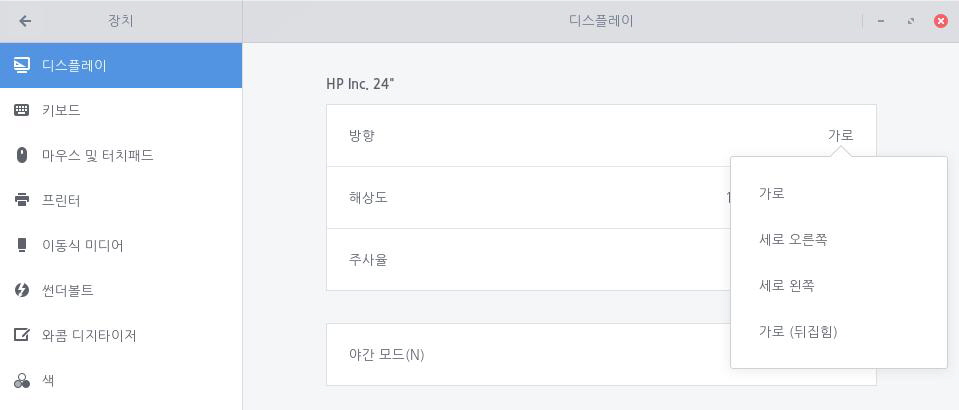 장치
디스플레이
디스플레이
키보드
마우스 및 터치패드
프린터
이동식 미디어
썬더볼트
와콤 디지타이저
색
HP Inc. 24"
방향
가로
해상도
1
주사율
야간 모드(N)
가로
세로 오른쪽
세로 왼쪽
가로 (뒤집힘)